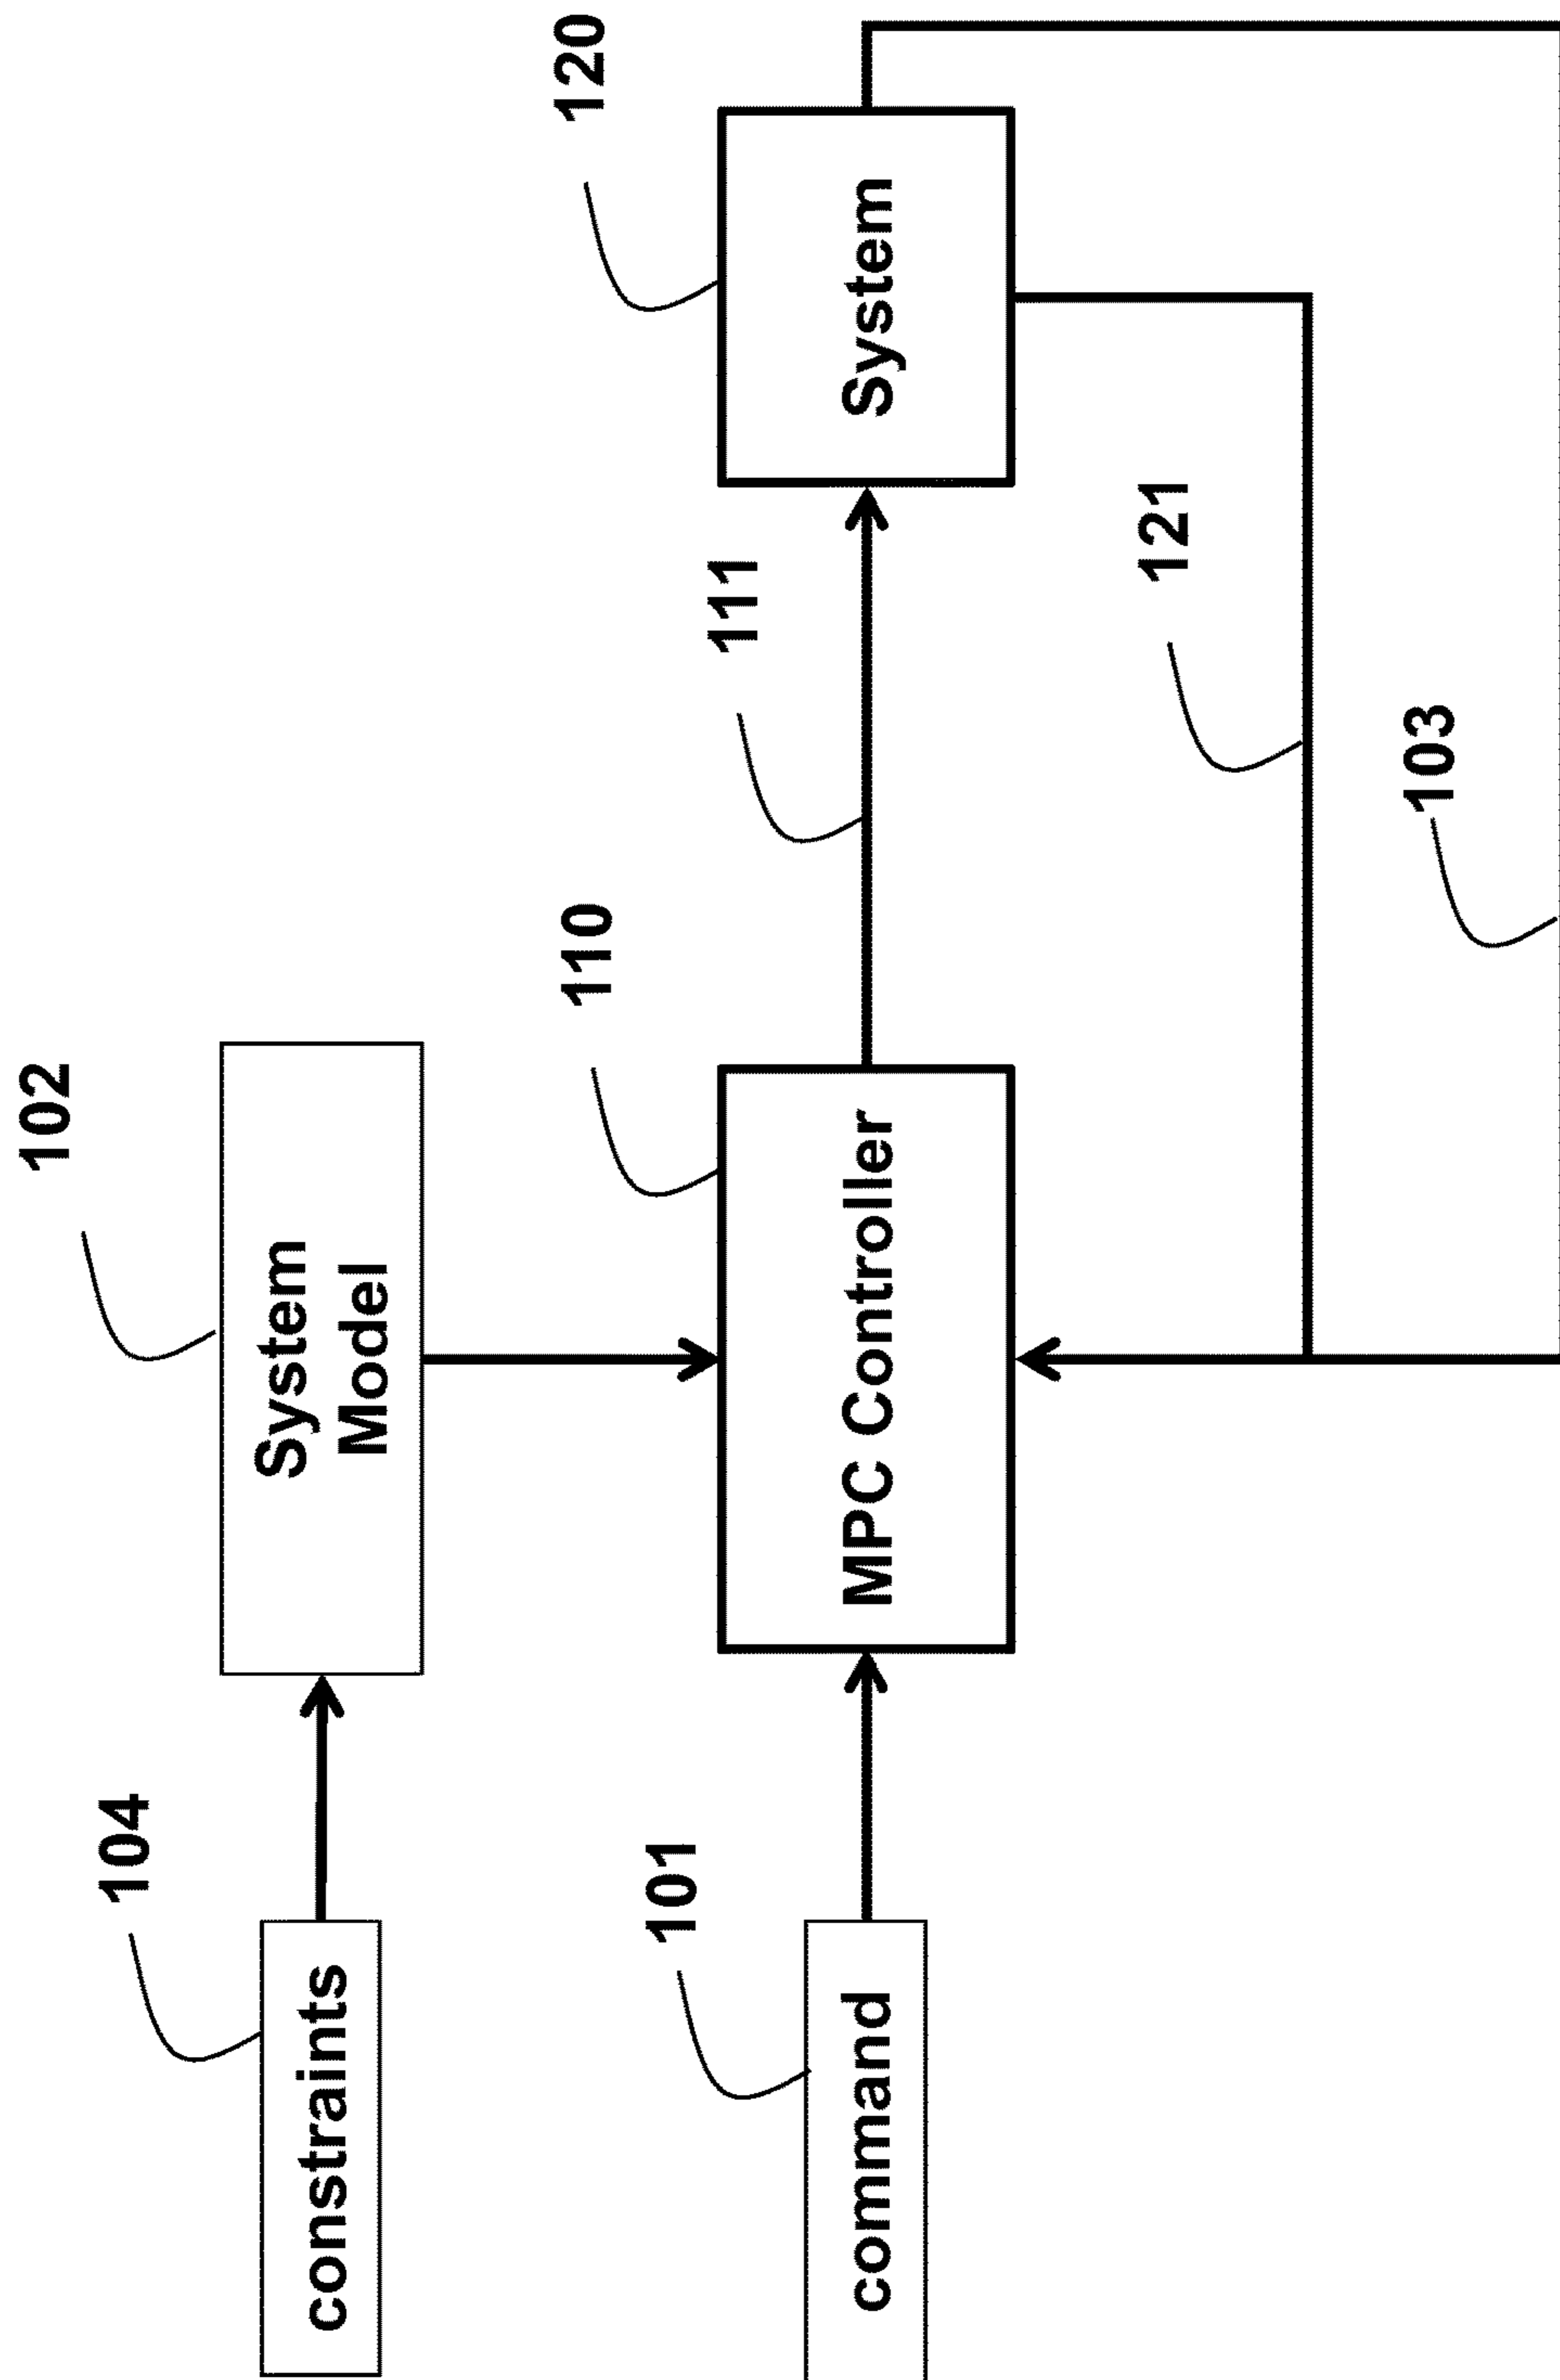 102
104
System
Model
constraints
120
110
111
101
System
MPC Controller
command
121
103